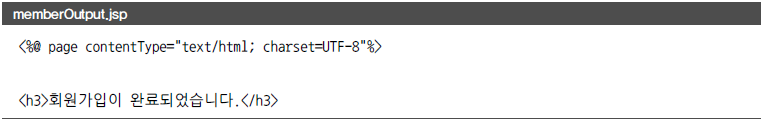 memberOutput.jsp
<%@ page contentType="text/html; charset=UTF-8"%>
<h3>회원가입이 완료되었습니다.</h3>